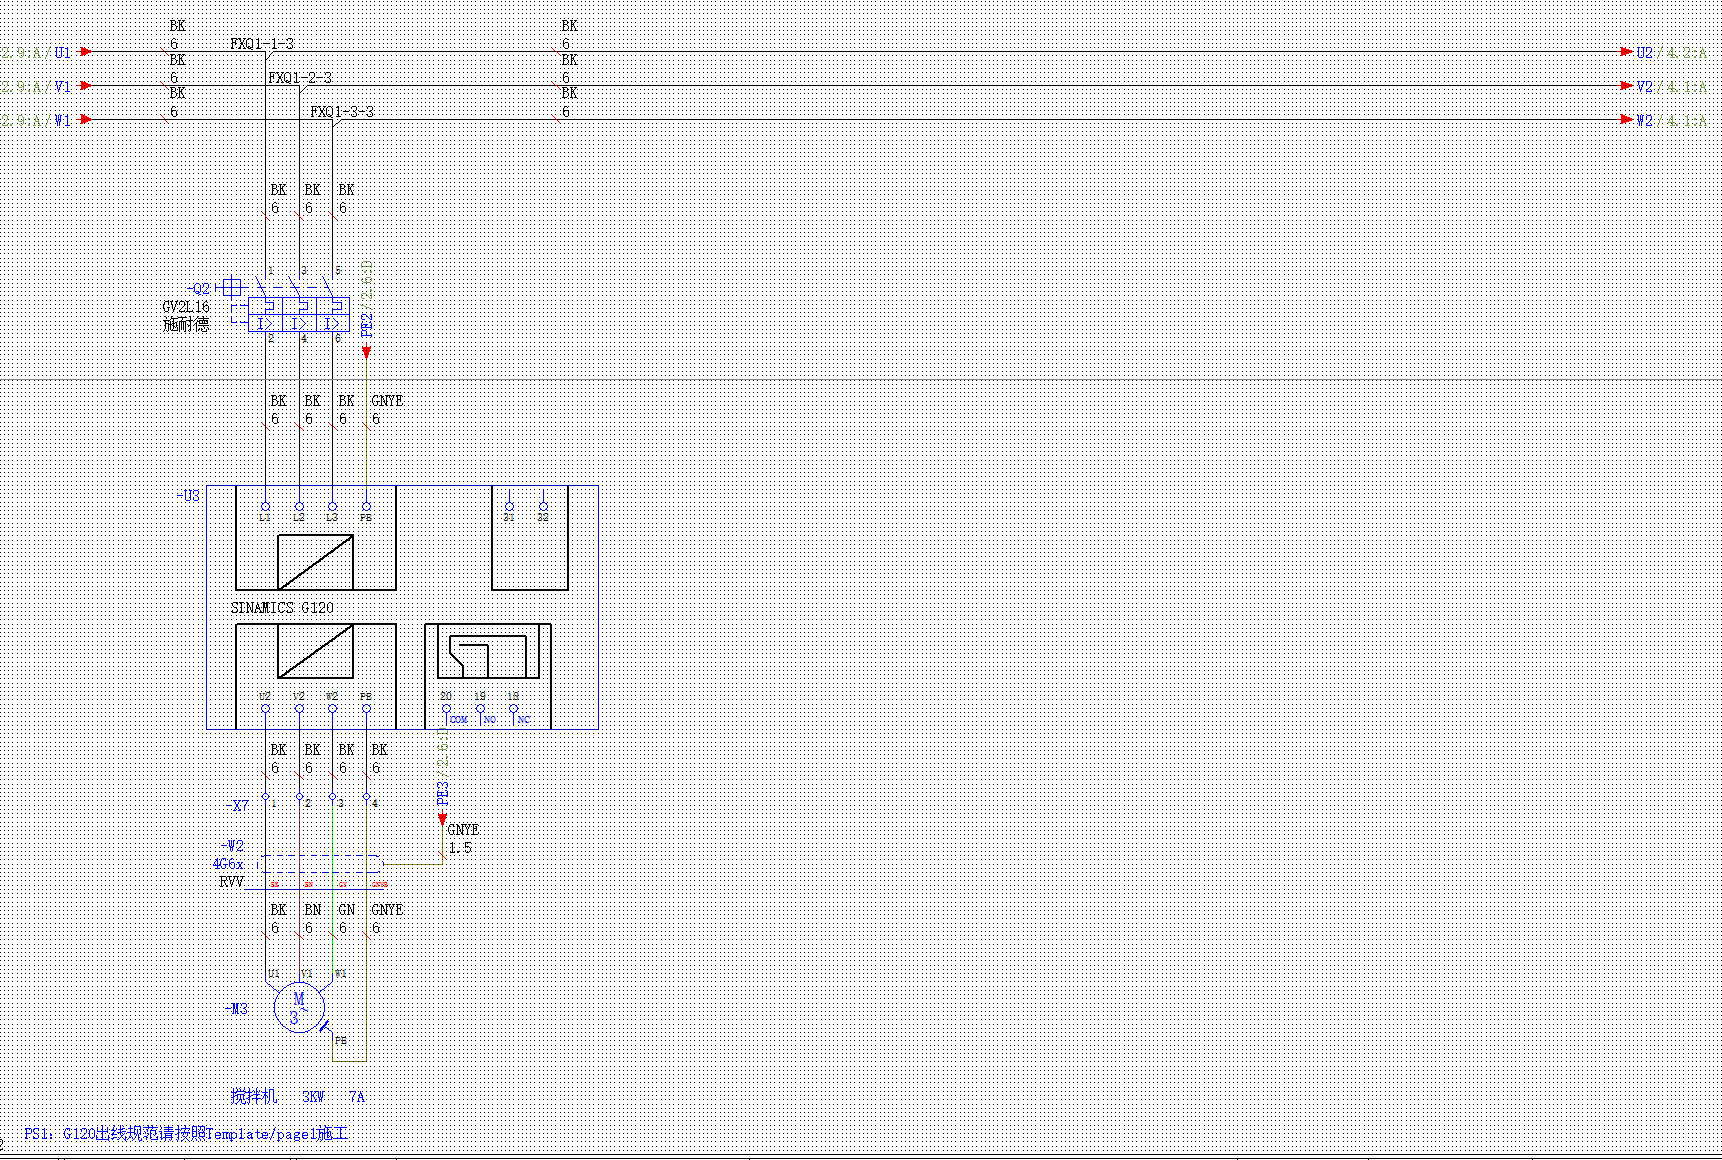 BK
BK
6
FXQ1-1-3
6
2.9:A/U1
U2/4.2:A
BK
BK
6
FXQ1-2-3
6
2.9:A/V1
V2/4.1:A
BK
BK
6
FXQ1-3-3
6
2.9:A/W1
W2/4.1:A
BK BK BK
6 6 6
1 3 5
-Q2
GV2L16
施耐德
I> I> I>
PE2/2.6:D
2 4 6
BK BK BK GNYE
6 6 6 6
-U3
L1 L2 L3 PE 31 32
SINAMICS G120
U2 V2 W2 PE 20 19 18
COM NO NC
BK BK BK BK
6 6 6 6
PE3/2.6:D
-X7 1 2 3 4
GNYE
1.5
-W2
4G6x
RVV
BK BN GY GNYE
BK BN GN GNYE
6 6 6 6
U1 V1 W1
-M3
M
3~
PE
搅拌机 3KW 7A
PS1: G120出线规范请按照Template/page1施工